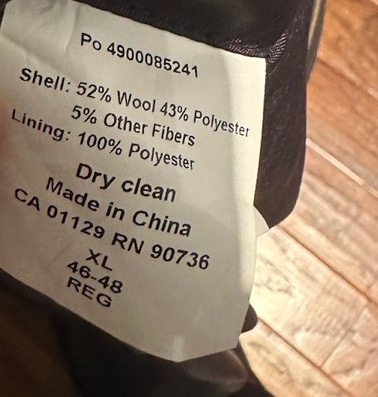 Po 4900085241
Shell: 52% Wool 43% Polyester
5% Other Fibers
Lining: 100% Polyester
Dry clean
Made in China
CA 01129 RN 90736
XL
46-48
REG